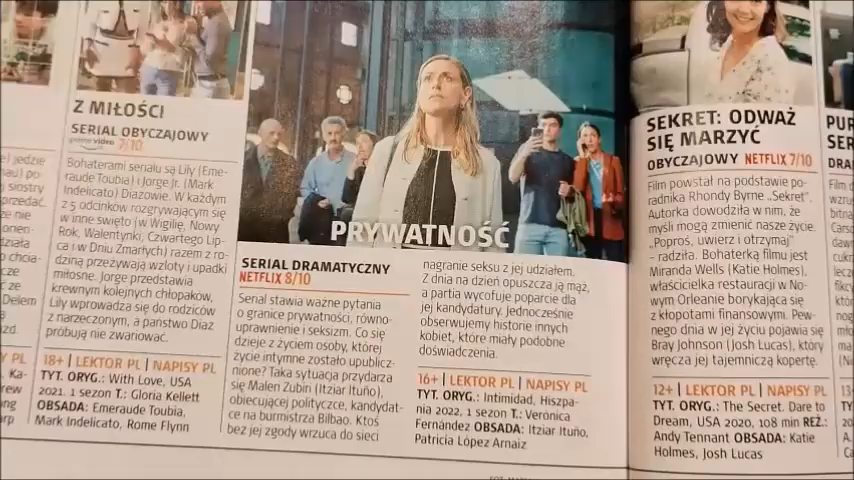 Z MIŁOŚCI
SERIAL OBYCZAJOWY
prime video 7/10
Bohaterami serialu są Lily (Eme-
raude Toubia) i Jorge Jr. (Mark
Indelicato) Diazowie. W każdym
z 5 odcinków rozgrywającym się
w inne święto (w Wigilię, Nowy
Rok, Walentynki, Czwartego Lip-
ca i w Dniu Zmarłych) razem z ro-
dziną przeżywają wzloty i upadki
miłosne. Jorge przedstawia
krewnym kolejnych chłopaków,
Lily wprowadza się do rodziców
z narzeczonym, a państwo Diaz
próbują nie zwariować.
18+ | LEKTOR PL | NAPISY PL
TYT. ORYG.: With Love, USA
2021, 1 sezon T.: Gloria Kellett
OBSADA: Emeraude Toubia,
Mark Indelicato, Rome Flynn
PRYWATNOŚĆ
SERIAL DRAMATYCZNY
NETFLIX 8/10
Serial stawia ważne pytania
o granice prywatności, równo-
uprawnienie i seksizm. Co się
dzieje z życiem osoby, której
życie intymne zostało upublicz-
nione? Taka sytuacja przydarza
się Malen Zubiri (Itziar Ituño),
obiecującej polityczce, kandydat-
ce na burmistrza Bilbao. Ktoś
bez jej zgody wrzuca do sieci
nagranie seksu z jej udziałem.
Z dnia na dzień opuszcza ją mąż,
a partia wycofuje poparcie dla
jej kandydatury. Jednocześnie
obserwujemy historie innych
kobiet, które miały podobne
doświadczenia.
16+ | LEKTOR PL | NAPISY PL
TYT. ORYG.: Intimidad, Hiszpa-
nia 2022, 1 sezon T.: Verónica
Fernández OBSADA: Itziar Ituño,
Patricia López Arnaiz
SEKRET: ODWAŻ
SIĘ MARZYĆ
OBYCZAJOWY NETFLIX 7/10
Film powstał na podstawie po-
radnika Rhondy Byrne „Sekret”.
Autorka dowodziła w nim, że
myśli mogą zmienić nasze życie.
„Poproś, uwierz i otrzymaj”
- radziła. Bohaterką filmu jest
Miranda Wells (Katie Holmes),
właścicielka restauracji w No-
wym Orleanie borykająca się
z kłopotami finansowymi. Pew-
nego dnia w jej życiu pojawia się
Bray Johnson (Josh Lucas), który
wręcza jej tajemniczą kopertę.
12+ | LEKTOR PL | NAPISY PL
TYT. ORYG.: The Secret. Dare to
Dream, USA 2020, 108 min REŻ.:
Andy Tennant OBSADA: Katie
Holmes, Josh Lucas